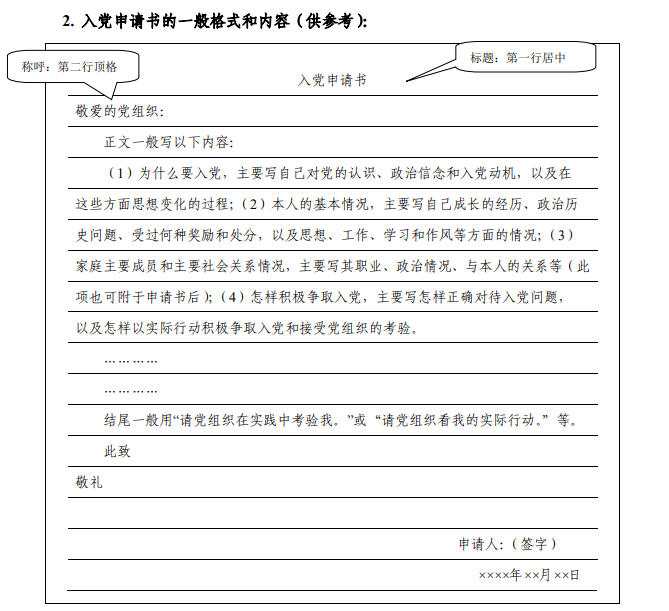 2. 入党申请书的一般格式和内容（供参考）：
称呼：第二行顶格
标题：第一行居中
入党申请书
敬爱的党组织：
正文一般写以下内容：
（1）为什么要入党，主要写自己对党的认识、政治信念和入党动机，以及在
这些方面思想变化的过程；（2）本人的基本情况，主要写自己成长的经历、政治历
史问题、受过何种奖励和处分，以及思想、工作、学习和作风等方面的情况；（3）
家庭主要成员和主要社会关系情况，主要写其职业、政治情况、与本人的关系等（此
项也可附于申请书后）；（4）怎样积极争取入党，主要写怎样正确对待入党问题，
以及怎样以实际行动积极争取入党和接受党组织的考验。
…………
…………
结尾一般用“请党组织在实践中考验我。”或“请党组织看我的实际行动。”等。
此致
敬礼
申请人：（签字）
××××年××月××日